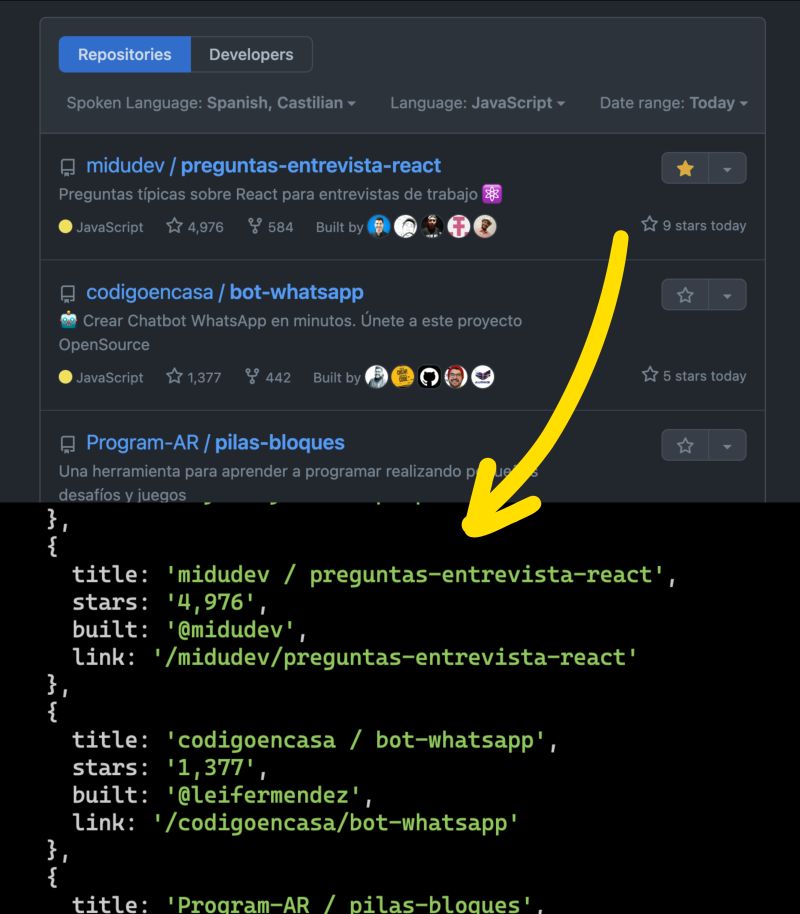 Repositories Developers
Spoken Language: Spanish, Castilian Language: JavaScript Date range: Today
midudev / preguntas-entrevista-react
Preguntas típicas sobre React para entrevistas de trabajo
JavaScript 4,976 584 Built by 9 stars today
codigoencasa / bot-whatsapp
Crear Chatbot WhatsApp en minutos. Únete a este proyecto
OpenSource
JavaScript 1,377 442 Built by 5 stars today
Program-AR / pilas-bloques
Una herramienta para aprender a programar realizando
desafíos y juegos
},
{
title: 'midudev / preguntas-entrevista-react',
stars: '4,976',
built: '@midudev',
link: '/midudev/preguntas-entrevista-react'
},
{
title: 'codigoencasa / bot-whatsapp',
stars: '1,377',
built: '@leifermendez',
link: '/codigoencasa/bot-whatsapp'
},
{
title: 'Program-AR / pilas-bloques',